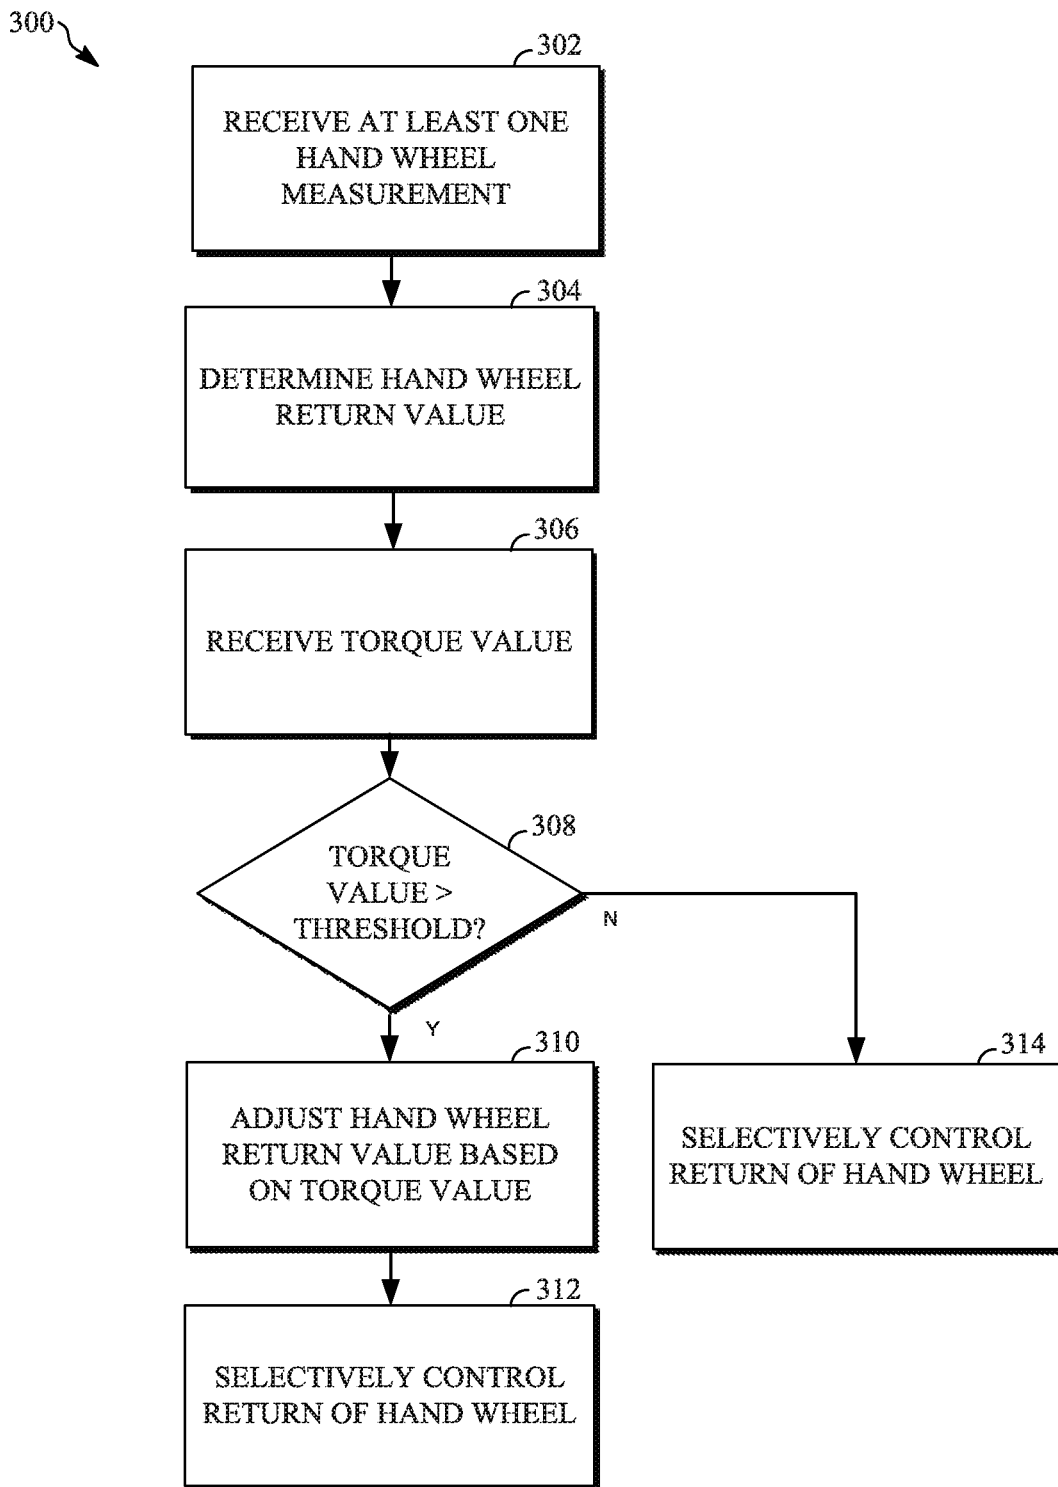 300
302
RECEIVE AT LEAST ONE
HAND WHEEL
MEASUREMENT
304
DETERMINE HAND WHEEL
RETURN VALUE
306
RECEIVE TORQUE VALUE
308
TORQUE
VALUE >
THRESHOLD?
N
Y
310
ADJUST HAND WHEEL
RETURN VALUE BASED
ON TORQUE VALUE
314
SELECTIVELY CONTROL
RETURN OF HAND WHEEL
312
SELECTIVELY CONTROL
RETURN OF HAND WHEEL